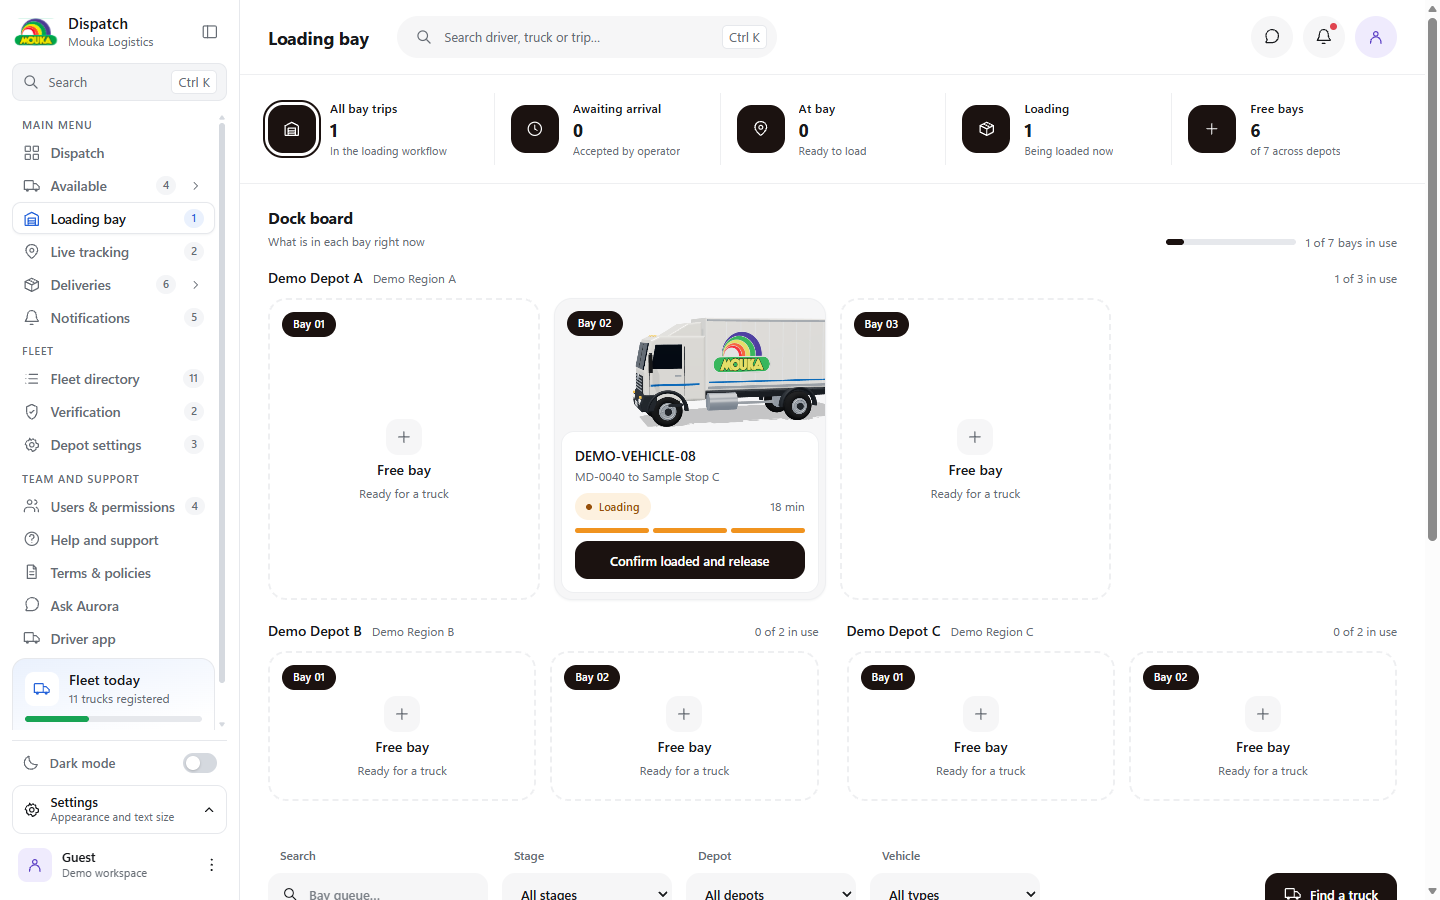 Dispatch
Mouka Logistics
MOUKA
Search
Ctrl K
MAIN MENU
Dispatch
Available
4
Loading bay
1
Live tracking
2
Deliveries
6
Notifications
5
FLEET
Fleet directory
11
Verification
2
Depot settings
3
TEAM AND SUPPORT
Users & permissions
4
Help and support
Terms & policies
Ask Aurora
Driver app
Fleet today
11 trucks registered
Dark mode
Settings
Appearance and text size
Guest
Demo workspace
Loading bay
Search driver, truck or trip...
Ctrl K
All bay trips
1
In the loading workflow
Awaiting arrival
0
Accepted by operator
At bay
0
Ready to load
Loading
1
Being loaded now
Free bays
6
of 7 across depots
Dock board
What is in each bay right now
1 of 7 bays in use
Demo Depot A Demo Region A
1 of 3 in use
Bay 01
Free bay
Ready for a truck
Bay 02
MOUKA
DEMO-VEHICLE-08
MD-0040 to Sample Stop C
Loading
18 min
Confirm loaded and release
Bay 03
Free bay
Ready for a truck
Demo Depot B Demo Region B
0 of 2 in use
Bay 01
Free bay
Ready for a truck
Bay 02
Free bay
Ready for a truck
Demo Depot C Demo Region C
0 of 2 in use
Bay 01
Free bay
Ready for a truck
Bay 02
Free bay
Ready for a truck
Search
Bay queue...
Stage
All stages
Depot
All depots
Vehicle
All types
Find a truck